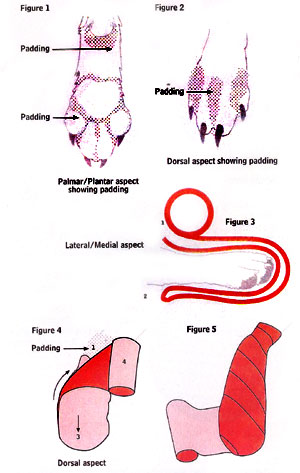 Figure 1
Padding
Padding
Palmar/Plantar aspect
showing padding
Figure 2
Padding
Dorsal aspect showing padding
Figure 3
Lateral/Medial aspect
1
2
Figure 4
Padding
1
4
3
Dorsal aspect
Figure 5